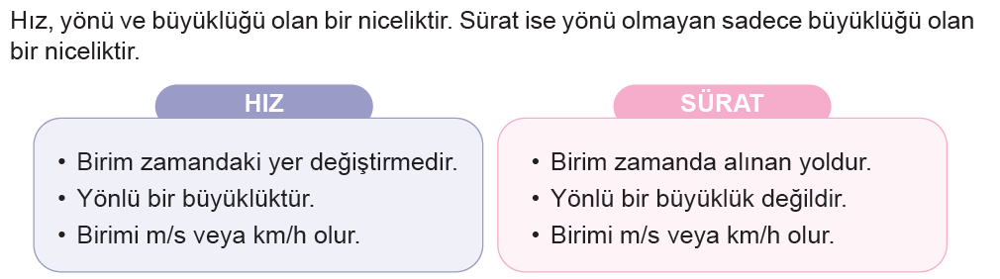 Hız, yönü ve büyüklüğü olan bir niceliktir. Sürat ise yönü olmayan sadece büyüklüğü olan
bir niceliktir.
HIZ
• Birim zamandaki yer değiştirmedir.
• Yönlü bir büyüklüktür.
• Birimi m/s veya km/h olur.
SÜRAT
• Birim zamanda alınan yoldur.
• Yönlü bir büyüklük değildir.
• Birimi m/s veya km/h olur.